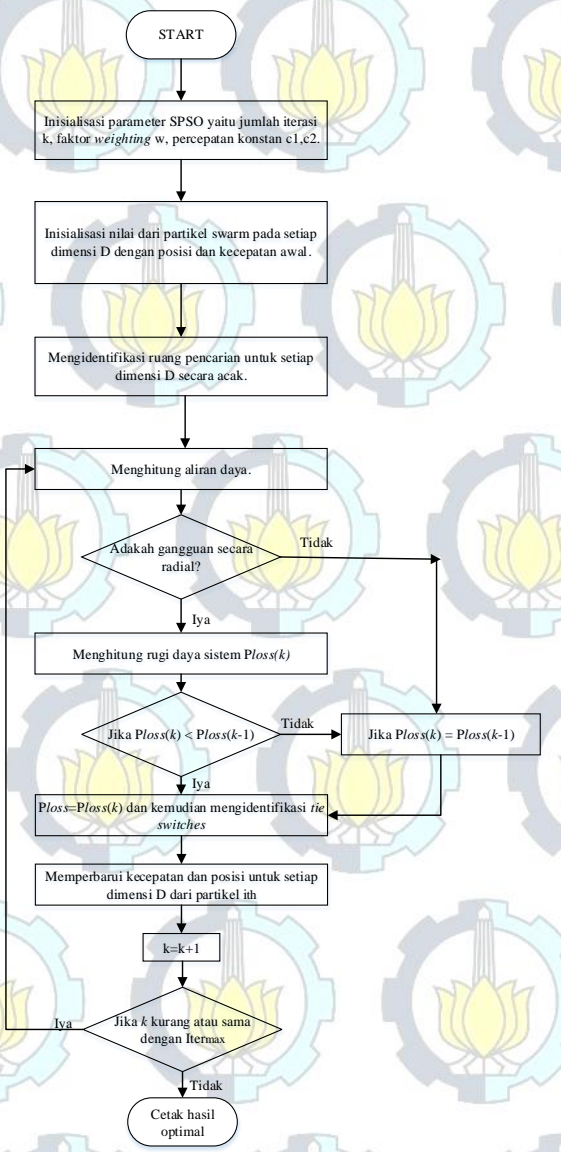 START
Inisialisasi parameter SPSO yaitu jumlah iterasi
k, faktor weighting w, percepatan konstan c1,c2.
Inisialisasi nilai dari partikel swarm pada setiap
dimensi D dengan posisi dan kecepatan awal.
Mengidentifikasi ruang pencarian untuk setiap
dimensi D secara acak.
Menghitung aliran daya.
Adakah gangguan secara
radial?
Tidak
Iya
Menghitung rugi daya sistem Ploss(k)
Jika Ploss(k) < Ploss(k-1)
Tidak
Jika Ploss(k) = Ploss(k-1)
Iya
Ploss=Ploss(k) dan kemudian mengidentifikasi tie
switches
Memperbarui kecepatan dan posisi untuk setiap
dimensi D dari partikel ith
k=k+1
Jika k kurang atau sama
dengan Itermax
Iya
Tidak
Cetak hasil
optimal